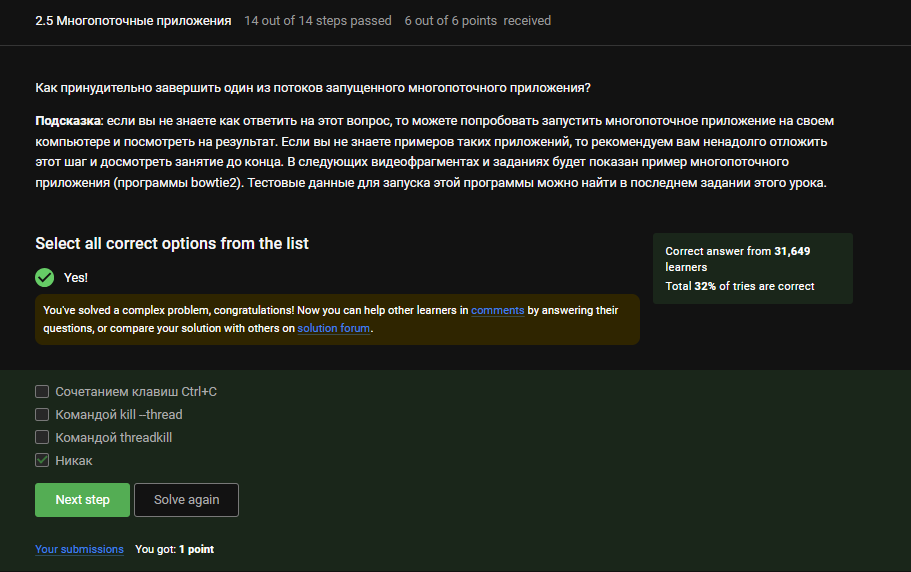 2.5 Многопоточные приложения 14 out of 14 steps passed 6 out of 6 points received
Как принудительно завершить один из потоков запущенного многопоточного приложения?
Подсказка: если вы не знаете как ответить на этот вопрос, то можете попробовать запустить многопоточное приложение на своем
компьютере и посмотреть на результат. Если вы не знаете примеров таких приложений, то рекомендуем вам ненадолго отложить
этот шаг и досмотреть занятие до конца. В следующих видеофрагментах и заданиях будет показан пример многопоточного
приложения (программы bowtie2). Тестовые данные для запуска этой программы можно найти в последнем задании этого урока.
Select all correct options from the list
Yes!
You've solved a complex problem, congratulations! Now you can help other learners in comments by answering their
questions, or compare your solution with others on solution forum.
Correct answer from 31,649
learners
Total 32% of tries are correct
Сочетанием клавиш Ctrl+C
Командой kill --thread
Командой threadkill
Никак
Next step Solve again
Your submissions You got: 1 point